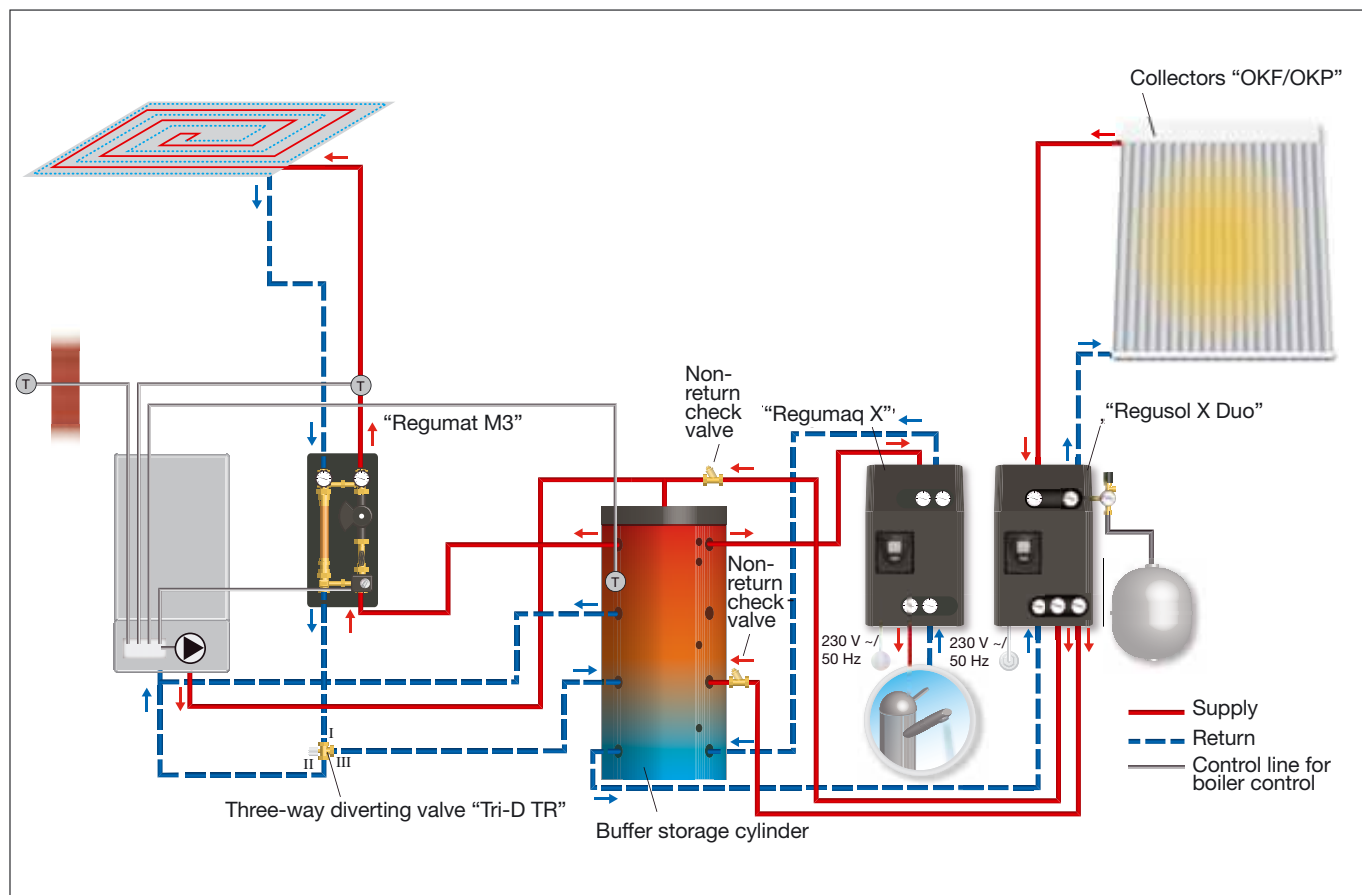 Collectors “OKF/OKP”
T
T
“Regumat M3”
Non-
return
check
valve
“Regumaq X”
“Regusol X Duo”
T
Non-
return
check
valve
230 V ~/
50 Hz
230 V ~/
50 Hz
I
II
III
Three-way diverting valve “Tri-D TR”
Buffer storage cylinder
Supply
Return
Control line for
boiler control